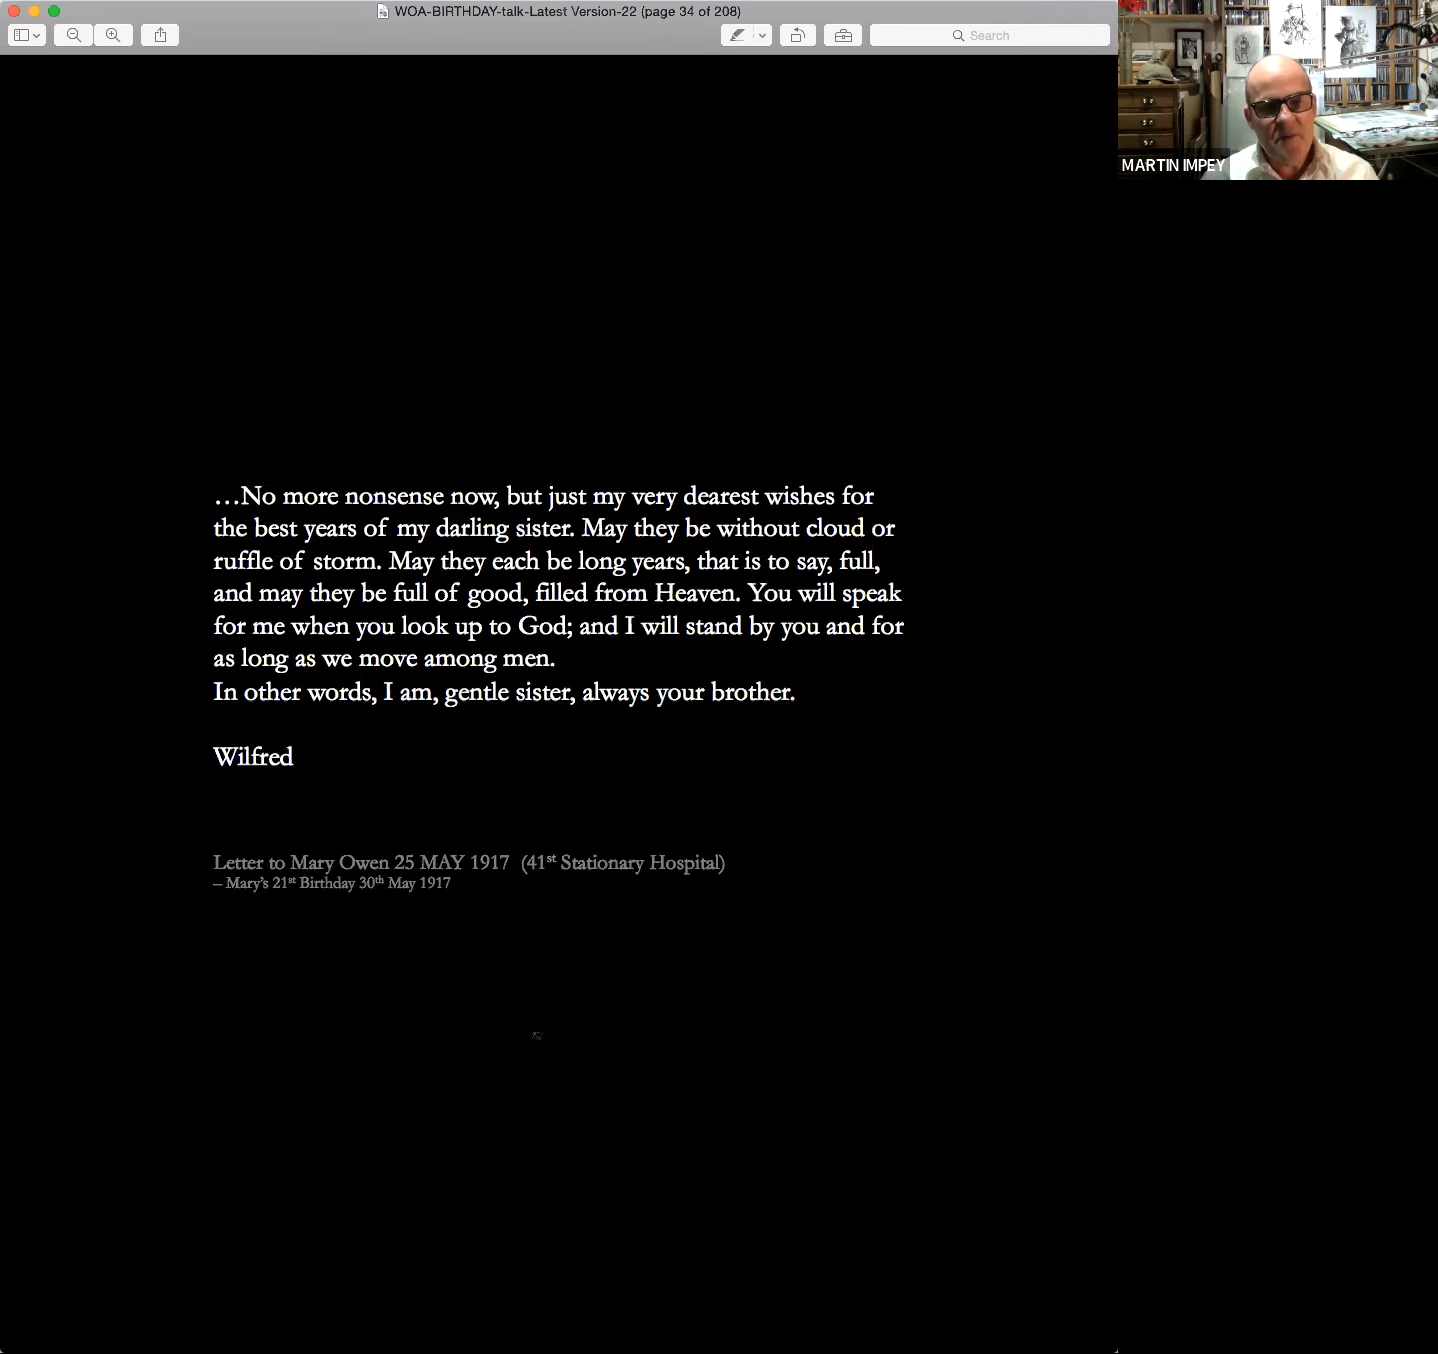 WOA-BIRTHDAY-talk-Latest Version-22 (page 34 of 208)
Search
MARTIN IMPEY
…No more nonsense now, but just my very dearest wishes for
the best years of my darling sister. May they be without cloud or
ruffle of storm. May they each be long years, that is to say, full,
and may they be full of good, filled from Heaven. You will speak
for me when you look up to God; and I will stand by you and for
as long as we move among men.
In other words, I am, gentle sister, always your brother.
Wilfred
Letter to Mary Owen 25 MAY 1917 (41st Stationary Hospital)
– Mary’s 21st Birthday 30th May 1917